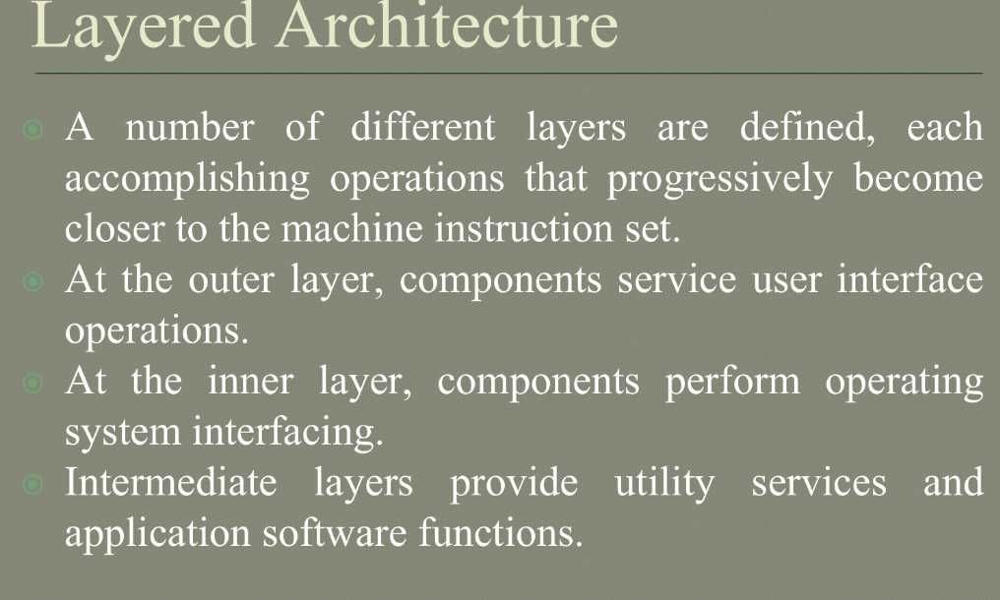 Layered Architecture
A number of different layers are defined, each
accomplishing operations that progressively become
closer to the machine instruction set.
At the outer layer, components service user interface
operations.
At the inner layer, components perform operating
system interfacing.
Intermediate layers provide utility services and
application software functions.